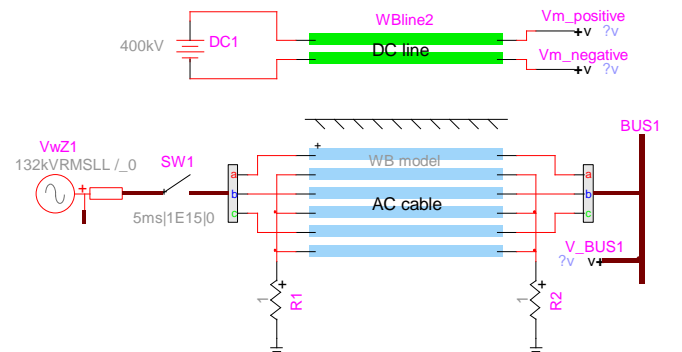 WBline2
Vm_positive
400kV
DC1
DC line
+v ?v
Vm_negative
+v ?v
BUS1
VwZ1
132kVRMSLL /_0
SW1
+
WB model
a
a
+
b
b
AC cable
5ms|1E15|0
c
c
V_BUS1
?v v+
+
+
1
R1
1
R2